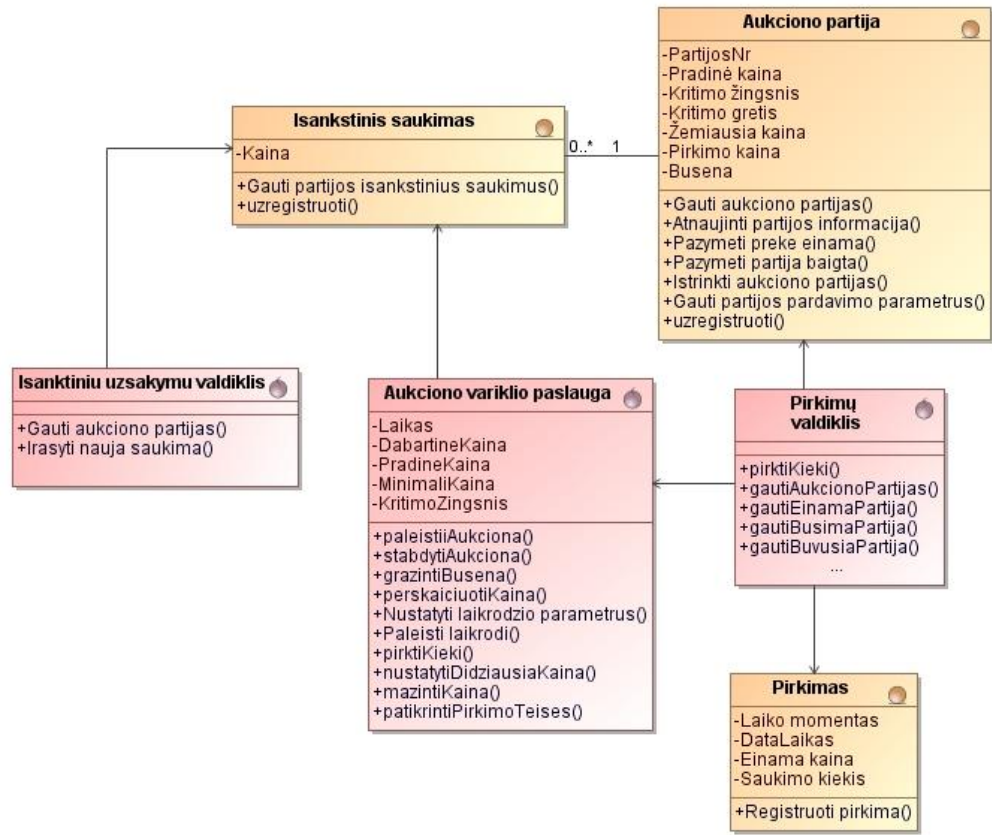 Aukciono partija
-PartijosNr
-Pradinė kaina
-Kritimo žingsnis
-Kritimo gretis
-Žemiausia kaina
-Pirkimo kaina
-Busena
+Gauti aukciono partijas()
+Atnaujinti partijos informacija()
+Pazymeti preke einama()
+Pazymeti partija baigta()
+Istrinkti aukciono partijas()
+Gauti partijos pardavimo parametrus()
+uzregistruoti()
Isankstinis saukimas
-Kaina
+Gauti partijos isankstinius saukimus()
+uzregistruoti()
0..* 1
Isanktiniu uzsakymu valdiklis
+Gauti aukciono partijas()
+Irasyti nauja saukima()
Aukciono variklio paslauga
-Laikas
-DabartineKaina
-PradineKaina
-MinimaliKaina
-KritimoZingsnis
+paleistiiAukciona()
+stabdytiAukciona()
+grazintiBusena()
+perskaiciuotiKaina()
+Nustatyti laikrodzio parametrus()
+Paleisti laikrodi()
+pirktiKieki()
+nustatytiDidziausiaKaina()
+mazintiKaina()
+patikrintiPirkimoTeises()
Pirkimų
valdiklis
+pirktiKieki()
+gautiAukcionoPartijas()
+gautiEinamaPartija()
+gautiBusimaPartija()
+gautiBuvusiaPartija()
...
Pirkimas
-Laiko momentas
-DataLaikas
-Einama kaina
-Saukimo kiekis
+Registruoti pirkima()